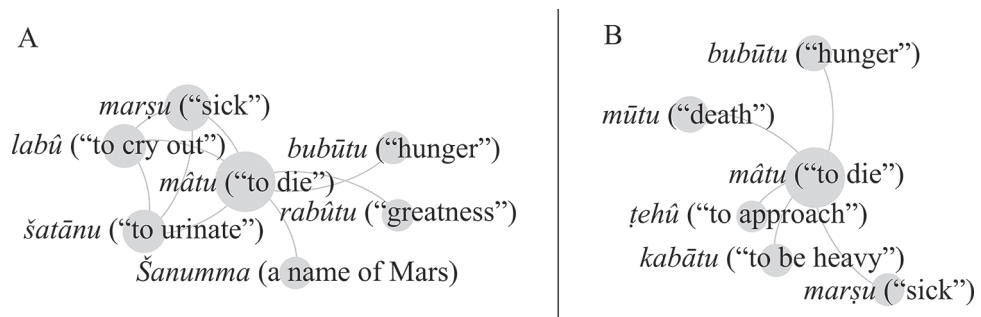 A
marṣu (“sick”)
labû (“to cry out”)
bubūtu (“hunger”)
mâtu (“to die”)
rabûtu (“greatness”)
šatānu (“to urinate”)
Šanumma (a name of Mars)
B
bubūtu (“hunger”)
mūtu (“death”)
mâtu (“to die”)
ṭehû (“to approach”)
kabātu (“to be heavy”)
marṣu (“sick”)